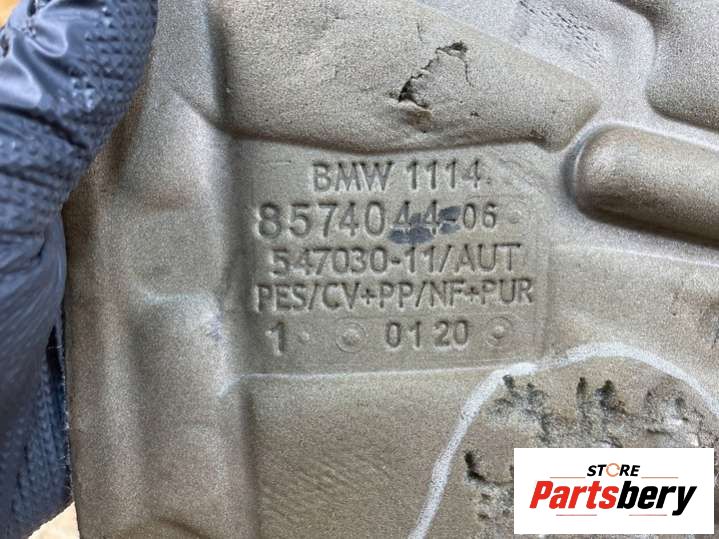 BMW 1114
8574044-06
547030-11/AUT
PES/CV+PP/NF+PUR
1 0120
STORE
Partsbery